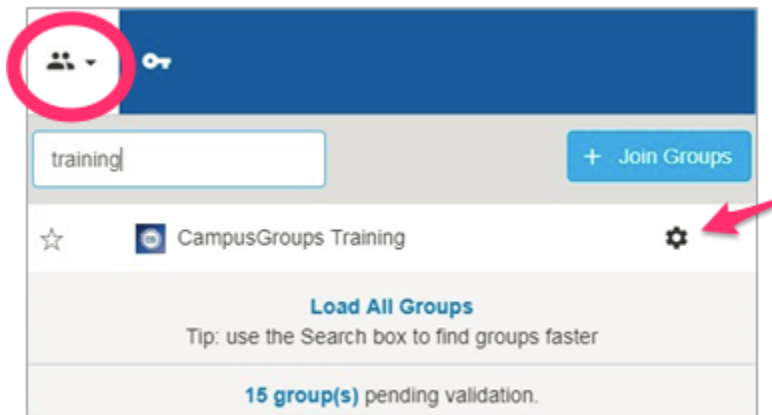 training
+ Join Groups
CampusGroups Training
Load All Groups
Tip: use the Search box to find groups faster
15 group(s) pending validation.